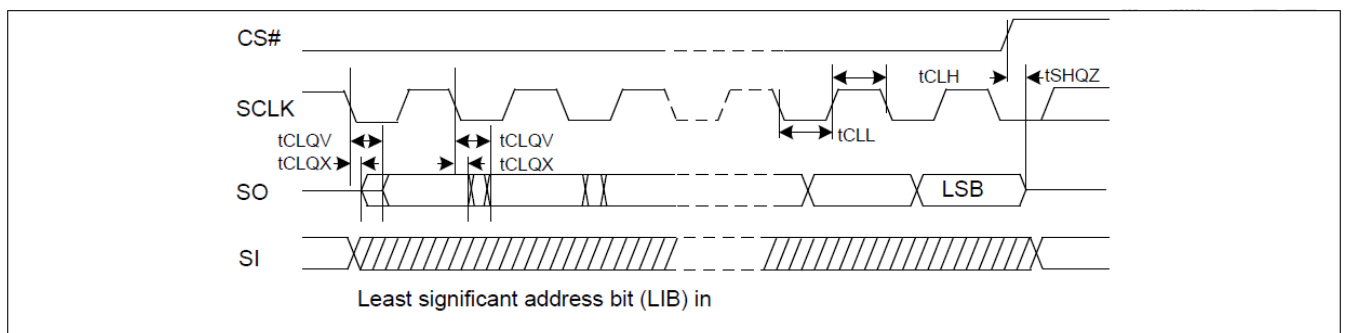 CS#
tCLH
tSHQZ
SCLK
tCLQV
tCLQV
tCLL
tCLQX
tCLQX
SO
LSB
SI
Least significant address bit (LIB) in